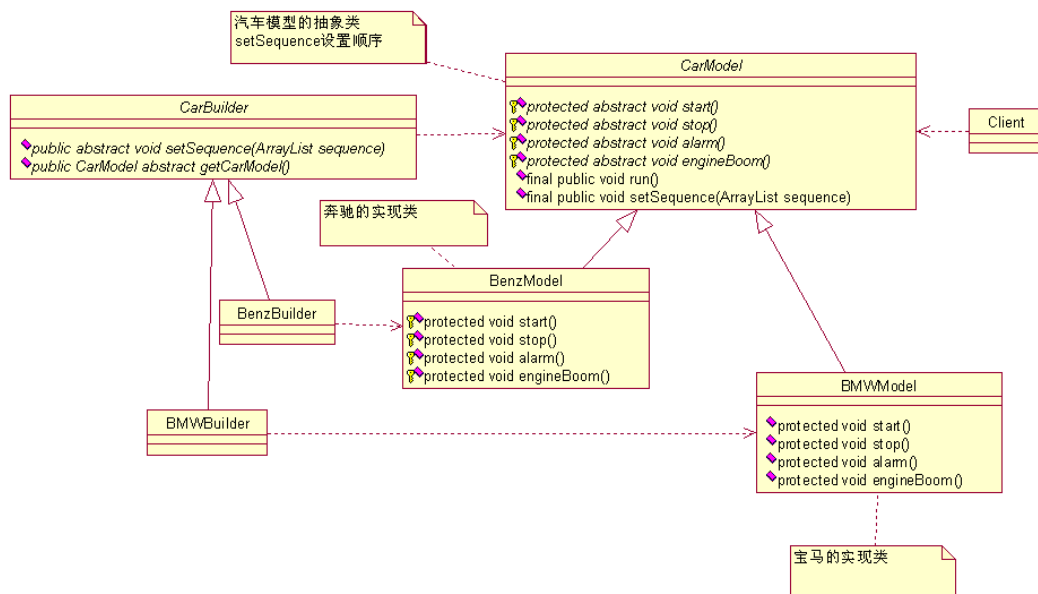 汽车模型的抽象类
setSequence设置顺序
CarModel
protected abstract void start()
protected abstract void stop()
protected abstract void alarm()
protected abstract void engineBoom()
final public void run()
final public void setSequence(ArrayList sequence)
CarBuilder
public abstract void setSequence(ArrayList sequence)
public CarModel abstract getCarModel()
Client
奔驰的实现类
BenzModel
protected void start()
protected void stop()
protected void alarm()
protected void engineBoom()
BenzBuilder
BMWBuilder
BMWModel
protected void start()
protected void stop()
protected void alarm()
protected void engineBoom()
宝马的实现类